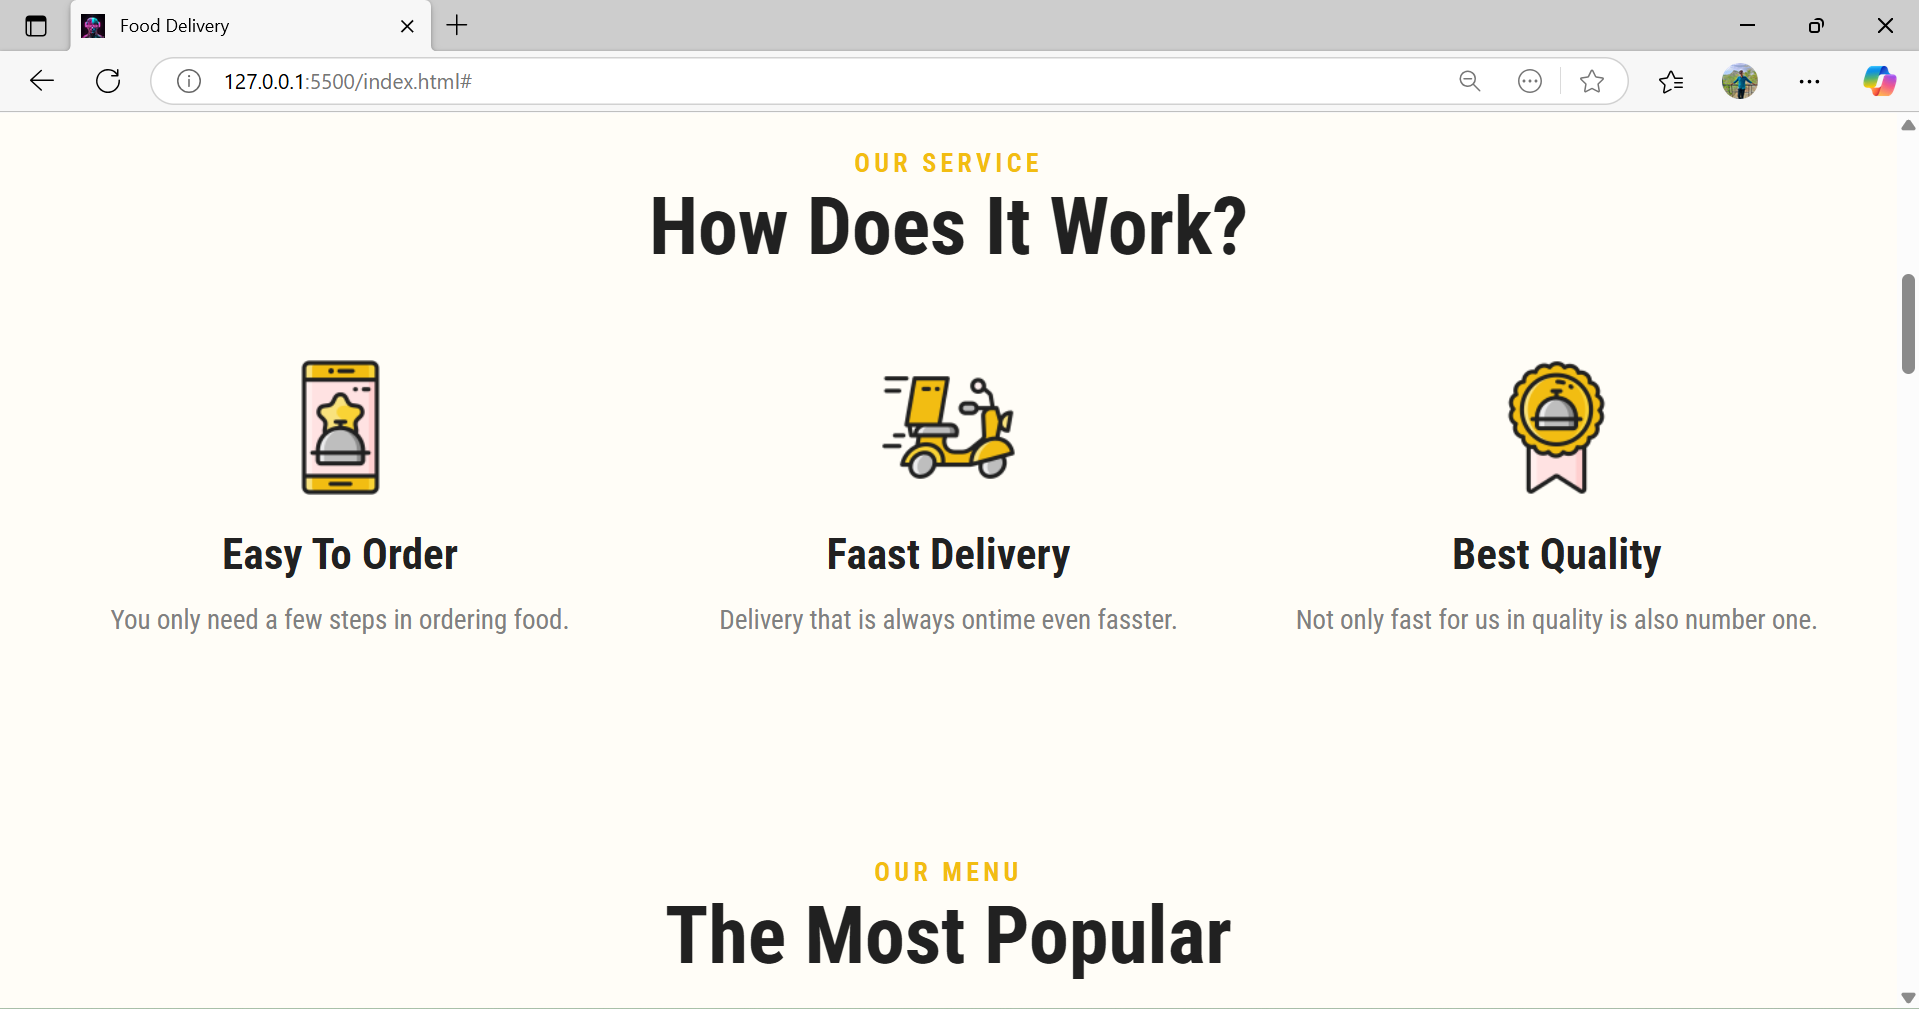 Food Delivery
127.0.0.1:5500/index.html#
OUR SERVICE
How Does It Work?
Easy To Order
You only need a few steps in ordering food.
Faast Delivery
Delivery that is always ontime even fasster.
Best Quality
Not only fast for us in quality is also number one.
OUR MENU
The Most Popular